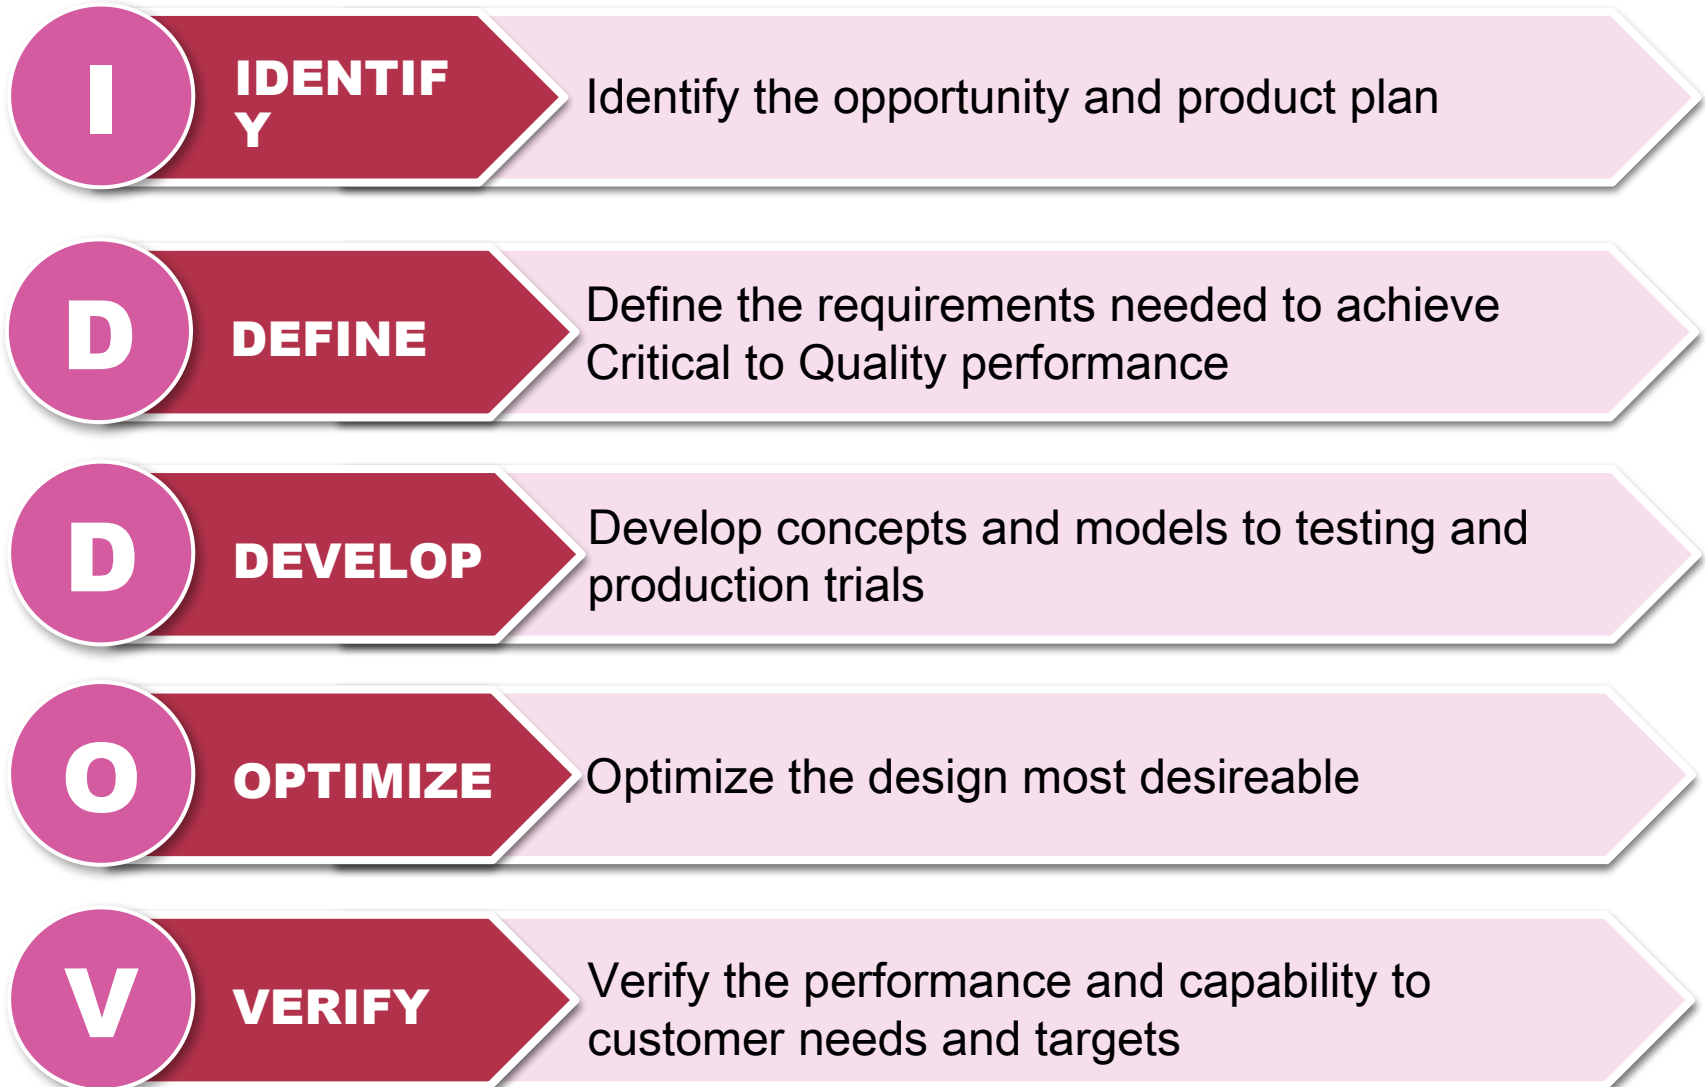 I
IDENTIF
Y
Identify the opportunity and product plan
D
DEFINE
Define the requirements needed to achieve
Critical to Quality performance
D
DEVELOP
Develop concepts and models to testing and
production trials
O
OPTIMIZE
Optimize the design most desireable
V
VERIFY
Verify the performance and capability to
customer needs and targets